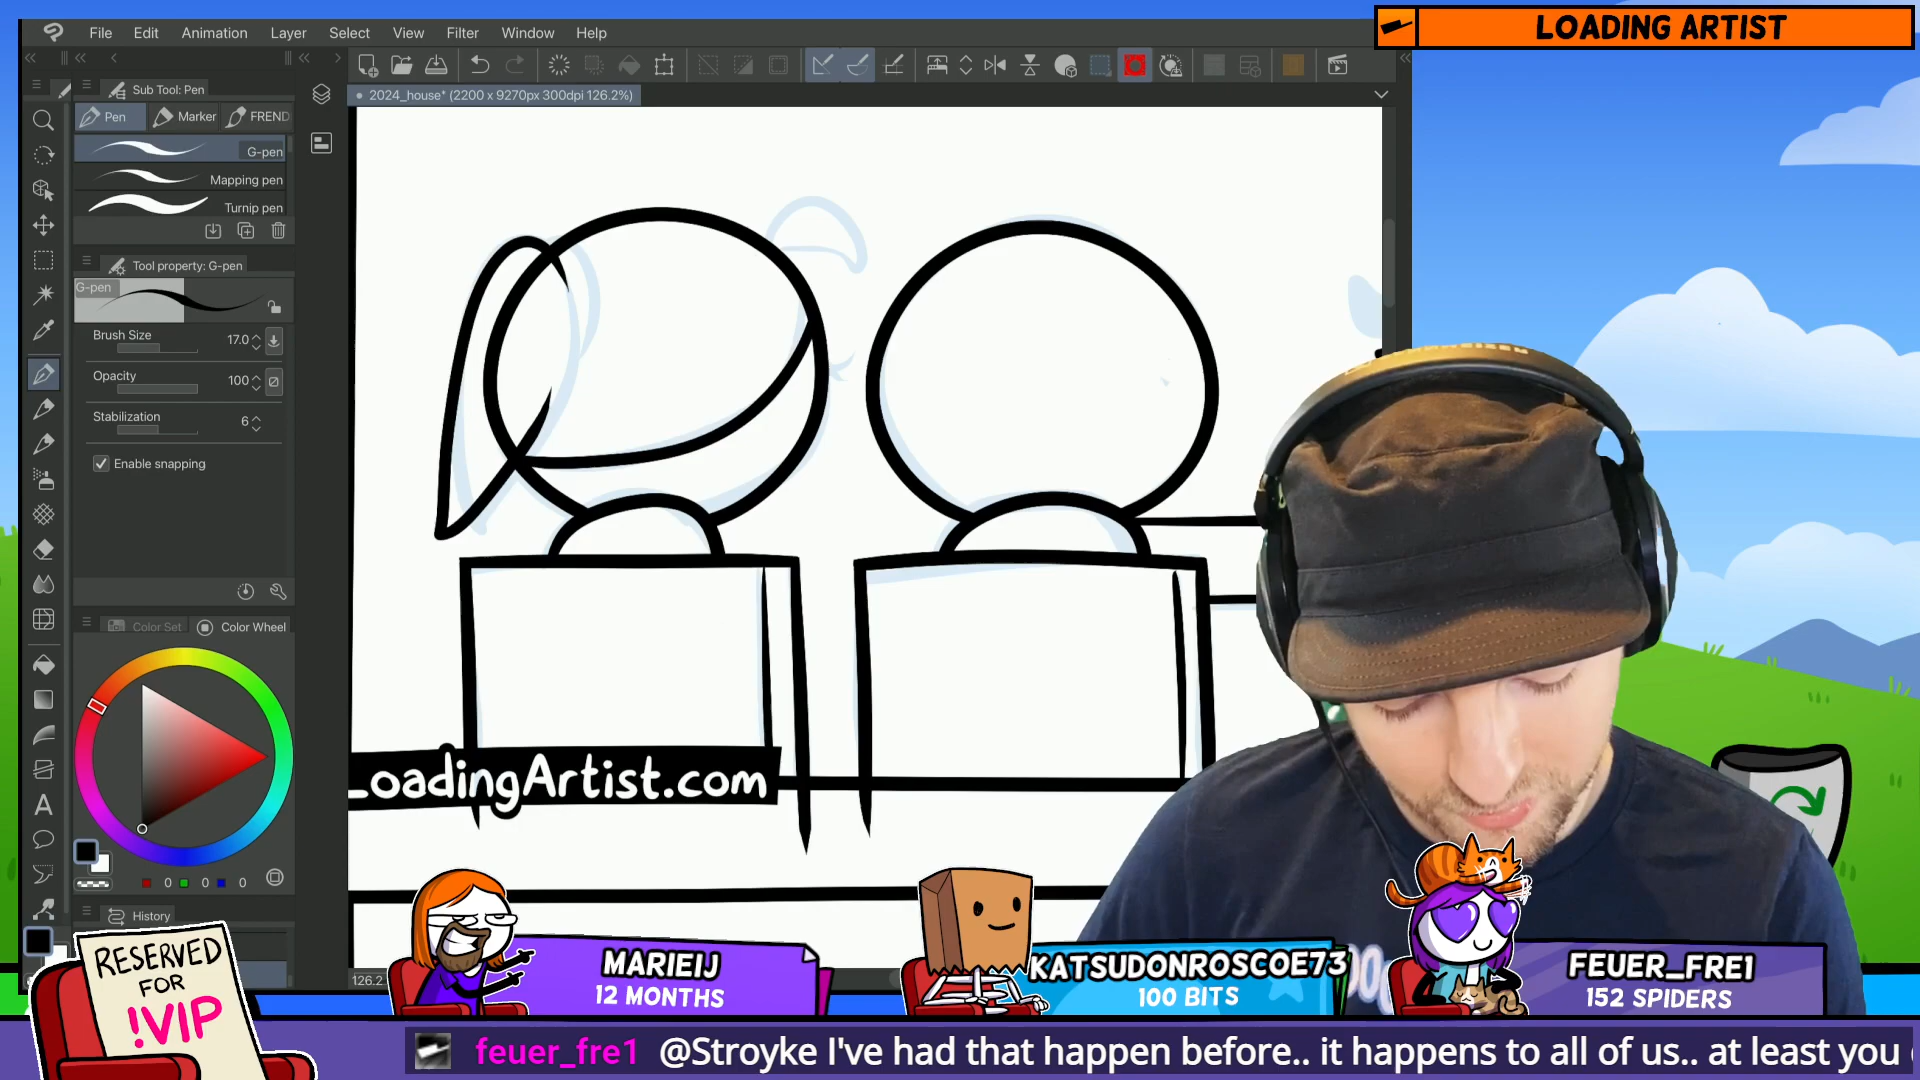 LOADING ARTIST
File Edit Animation Layer Select View Filter Window Help
Sub Tool: Pen
2024_house* (2200 x 9270px 300dpi 126.2%)
Pen Marker FREND
G-pen
Mapping pen
Turnip pen
Tool property: G-pen
G-pen
Brush Size 17.0
Opacity 100
Stabilization 6
Enable snapping
Color Set Color Wheel
0 0 0
History
126.2
LoadingArtist.com
RESERVED
FOR
!VIP
MARIEIJ
12 MONTHS
KATSUDONROSCOE73
100 BITS
FEUER_FRE1
152 SPIDERS
feuer_fre1 @Stroyke I've had that happen before.. it happens to all of us.. at least you